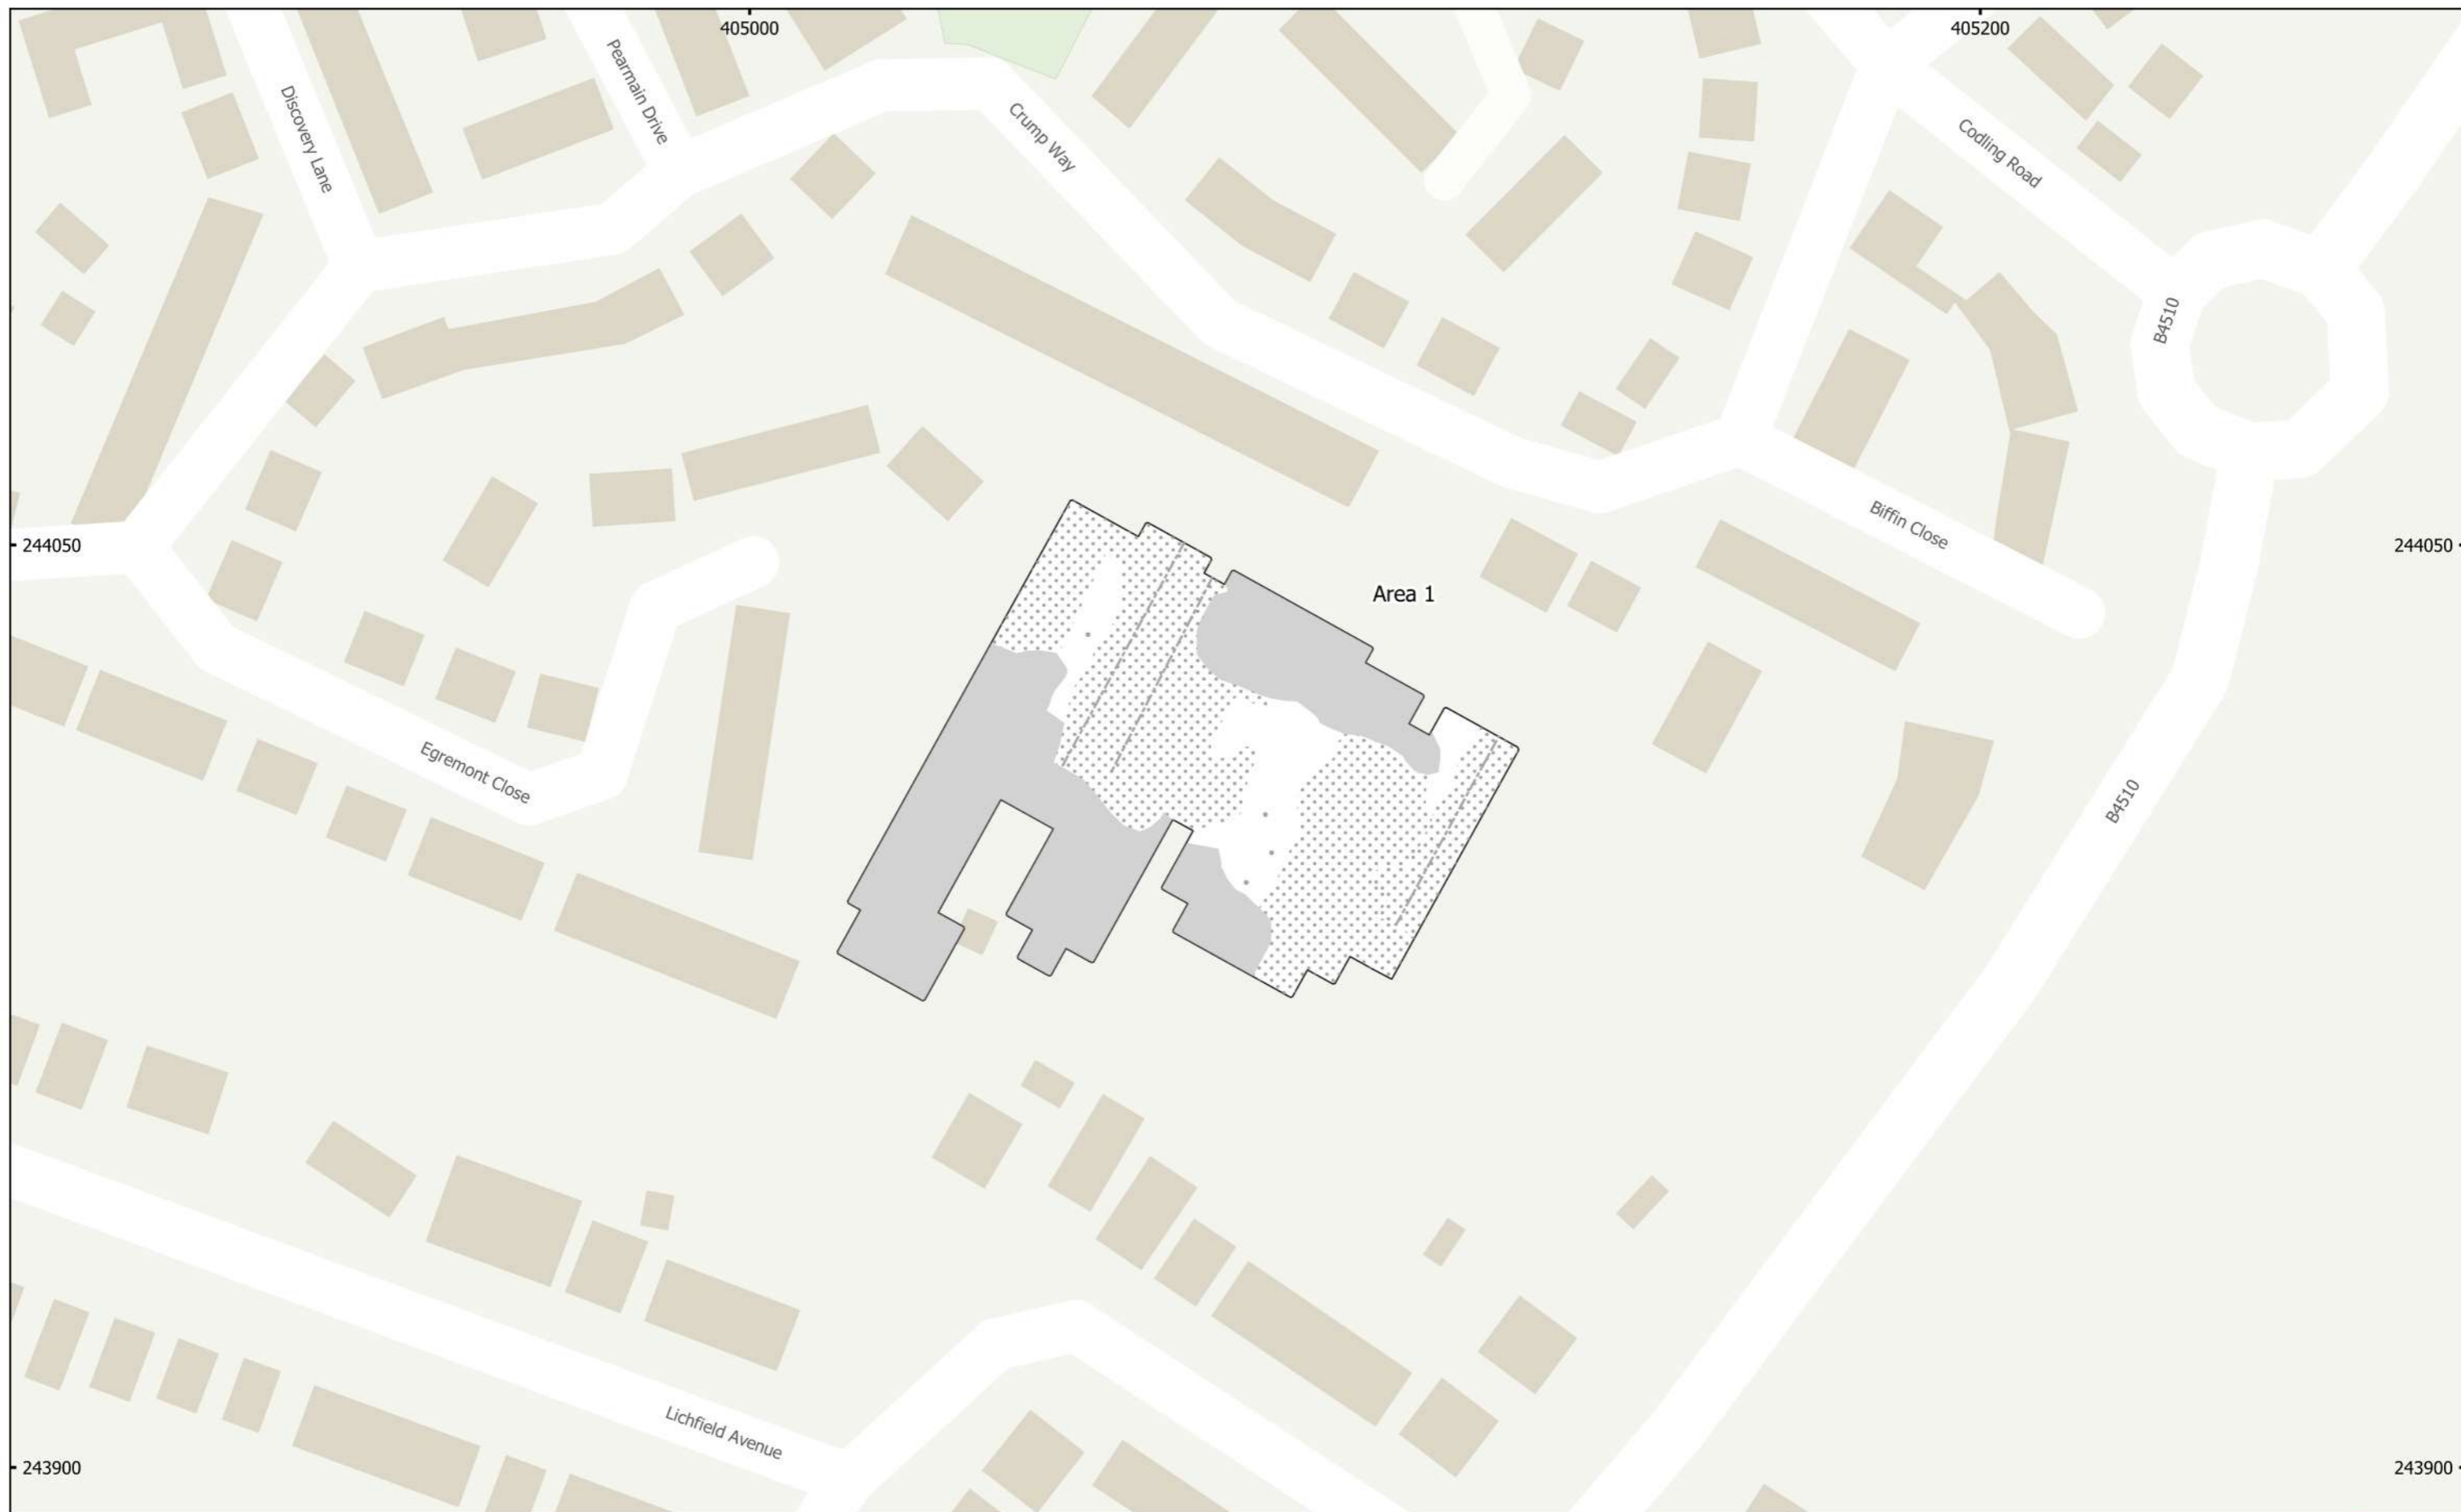 405000
405200
Discovery Lane
Pearmain Drive
Crump Way
Codling Road
B4510
244050
Area 1
Biffin Close
244050
Egremont Close
B4510
Lichfield Avenue
243900
243900